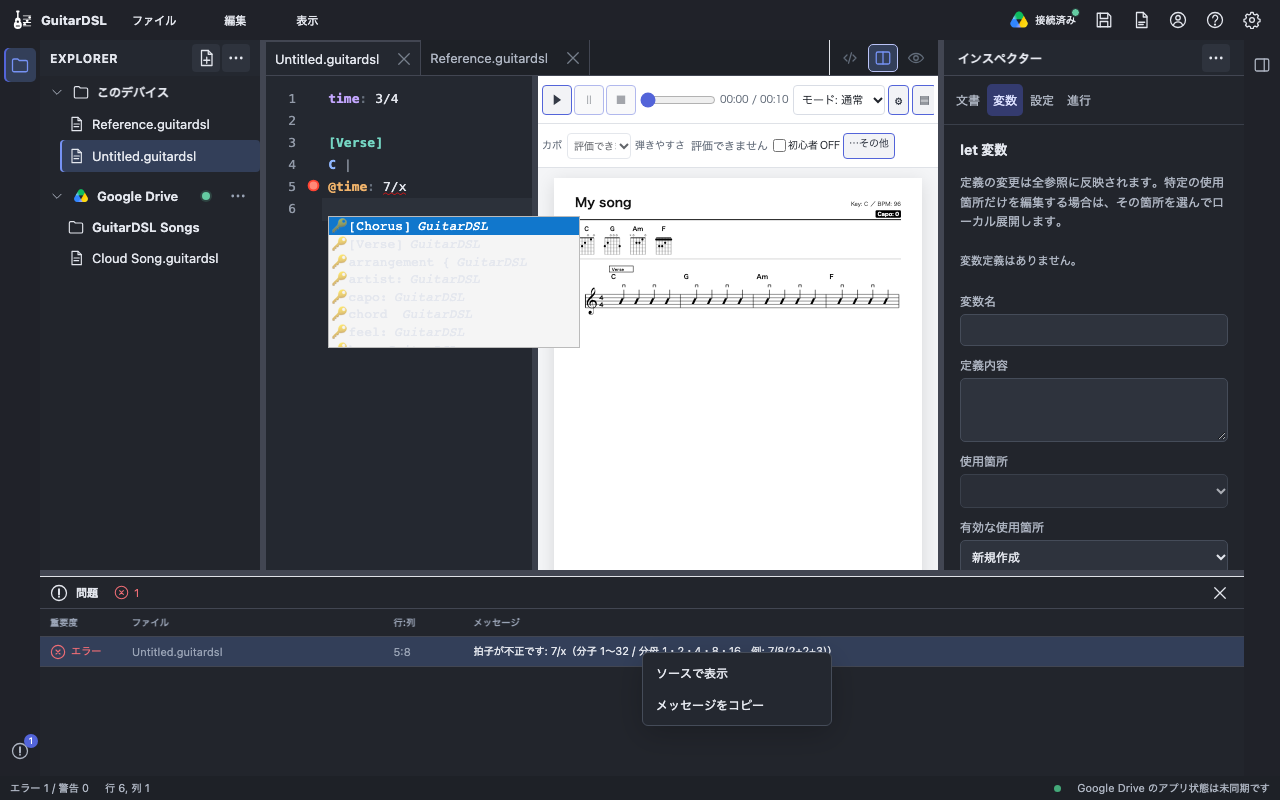 GuitarDSL ファイル 編集 表示 接続済み
EXPLORER
このデバイス
Reference.guitardsl
Untitled.guitardsl
Google Drive
GuitarDSL Songs
Cloud Song.guitardsl
Untitled.guitardsl Reference.guitardsl
1 time: 3/4
2
3 [Verse]
4 C |
5 @time: 7/x
6
[Chorus] GuitarDSL
[Verse] GuitarDSL
arrangement { GuitarDSL
artist: GuitarDSL
capo: GuitarDSL
chord GuitarDSL
feel: GuitarDSL
00:00 / 00:10 モード: 通常
カポ 評価でき: 弾きやすさ 評価できません 初心者 OFF …その他
My song
Key: C / BPM: 96
Capo: 0
C G Am F
Verse
C G Am F
4
4
インスペクター
文書 変数 設定 進行
let 変数
定義の変更は全参照に反映されます。特定の使用
箇所だけを編集する場合は、その箇所を選んでロ
ーカル展開します。
変数定義はありません。
変数名
定義内容
使用箇所
有効な使用箇所
新規作成
問題 1
重要度 ファイル 行:列 メッセージ
エラー Untitled.guitardsl 5:8 拍子が不正です: 7/x（分子 1〜32 / 分母 1・2・4・8・16、例: 7/8(2+2+3)）
ソースで表示
メッセージをコピー
1
エラー 1 / 警告 0 行 6, 列 1 Google Drive のアプリ状態は未同期です